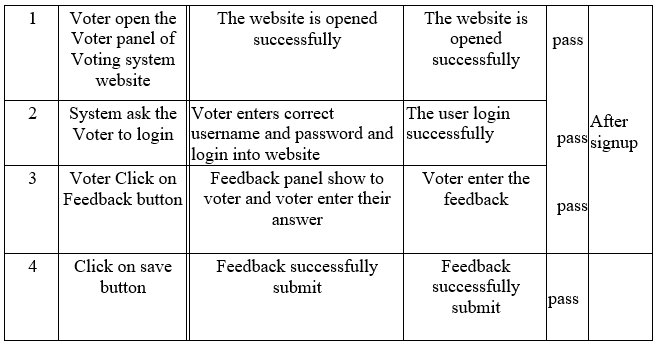 1
Voter open the
Voter panel of
Voting system
website
The website is opened
successfully
The website is
opened
successfully
pass
2
System ask the
Voter to login
Voter enters correct
username and password and
login into website
The user login
successfully
pass
After
signup
3
Voter Click on
Feedback button
Feedback panel show to
voter and voter enter their
answer
Voter enter the
feedback
pass
4
Click on save
button
Feedback successfully
submit
Feedback
successfully
submit
pass